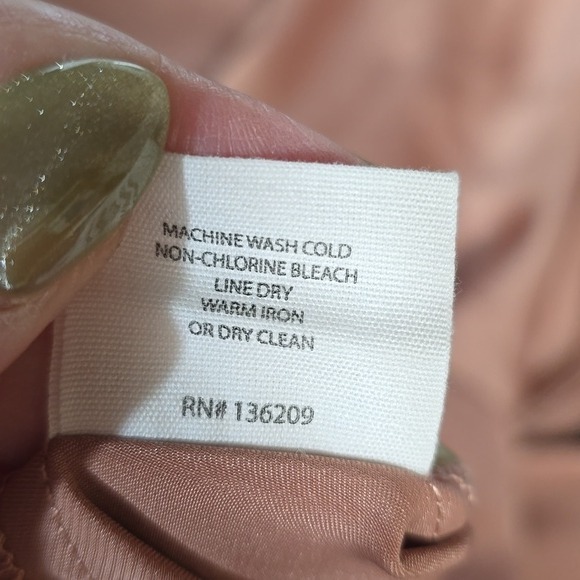 MACHINE WASH COLD
NON-CHLORINE BLEACH
LINE DRY
WARM IRON
OR DRY CLEAN
RN# 136209